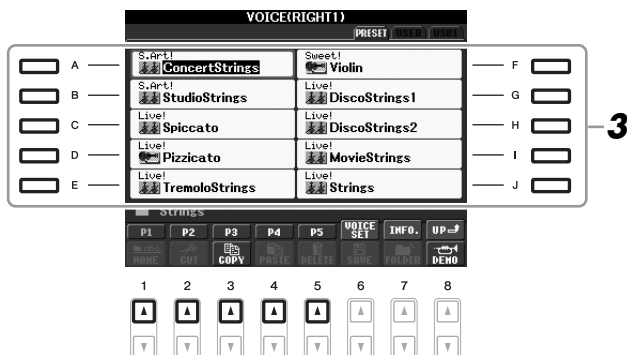 VOICE(RIGHT1)
PRESET USER USB1
S.Art! ConcertStrings
Sweet! Violin
S.Art! StudioStrings
Live! DiscoStrings1
Live! Spiccato
Live! DiscoStrings2
Live! Pizzicato
Live! MovieStrings
Live! TremoloStrings
Live! Strings
A
B
C
D
E
F
G
H
I
J
3
Strings
P1 P2 P3 P4 P5 VOICE SET INFO. UP
NAME CUT COPY PASTE DELETE SAVE FOLDER DEMO
1 2 3 4 5 6 7 8